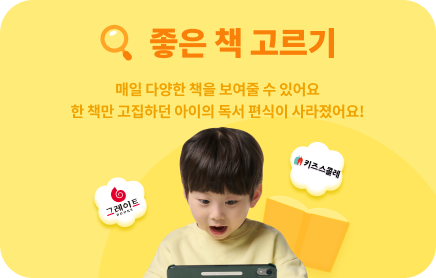 좋은 책 고르기
매일 다양한 책을 보여줄 수 있어요
한 책만 고집하던 아이의 독서 편식이 사라졌어요!
키즈스콜레
그레이트
BOOKS